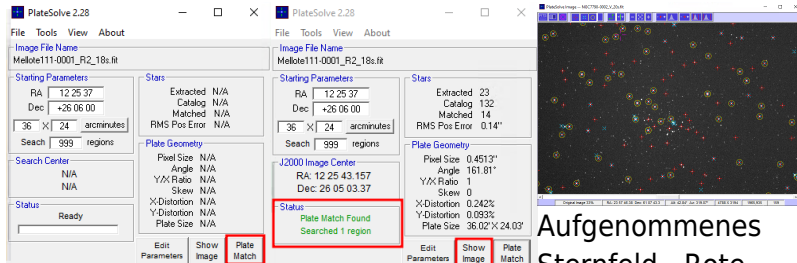 PlateSolve 2.28
File Tools View About
Image File Name
Mellote111-0001_R2_18s.fit
Starting Parameters
RA 12 25 37
Dec +26 06 00
36 X 24 arcminutes
Seach 999 regions
Search Center
N/A
N/A
Status
Ready
Stars
Extracted N/A
Catalog N/A
Matched N/A
RMS Pos Error N/A
Plate Geometry
Pixel Size N/A
Angle N/A
Y/X Ratio N/A
Skew N/A
X-Distortion N/A
Y-Distortion N/A
Plate Size N/A
Edit Parameters
Show Image
Plate Match
PlateSolve 2.28
File Tools View About
Image File Name
Mellote111-0001_R2_18s.fit
Starting Parameters
RA 12 25 37
Dec +26 06 00
36 X 24 arcminutes
Seach 999 regions
J2000 Image Center
RA: 12 25 43.157
Dec: 26 05 03.37
Status
Plate Match Found
Searched 1 region
Stars
Extracted 23
Catalog 132
Matched 14
RMS Pos Error 0.14"
Plate Geometry
Pixel Size 0.4513"
Angle 161.81°
Y/X Ratio 1
Skew 0
X-Distortion 0.242%
Y-Distortion 0.093%
Plate Size 36.02' X 24.03'
Edit Parameters
Show Image
Plate Match
Aufgenommenes
Sternfeld. Rote